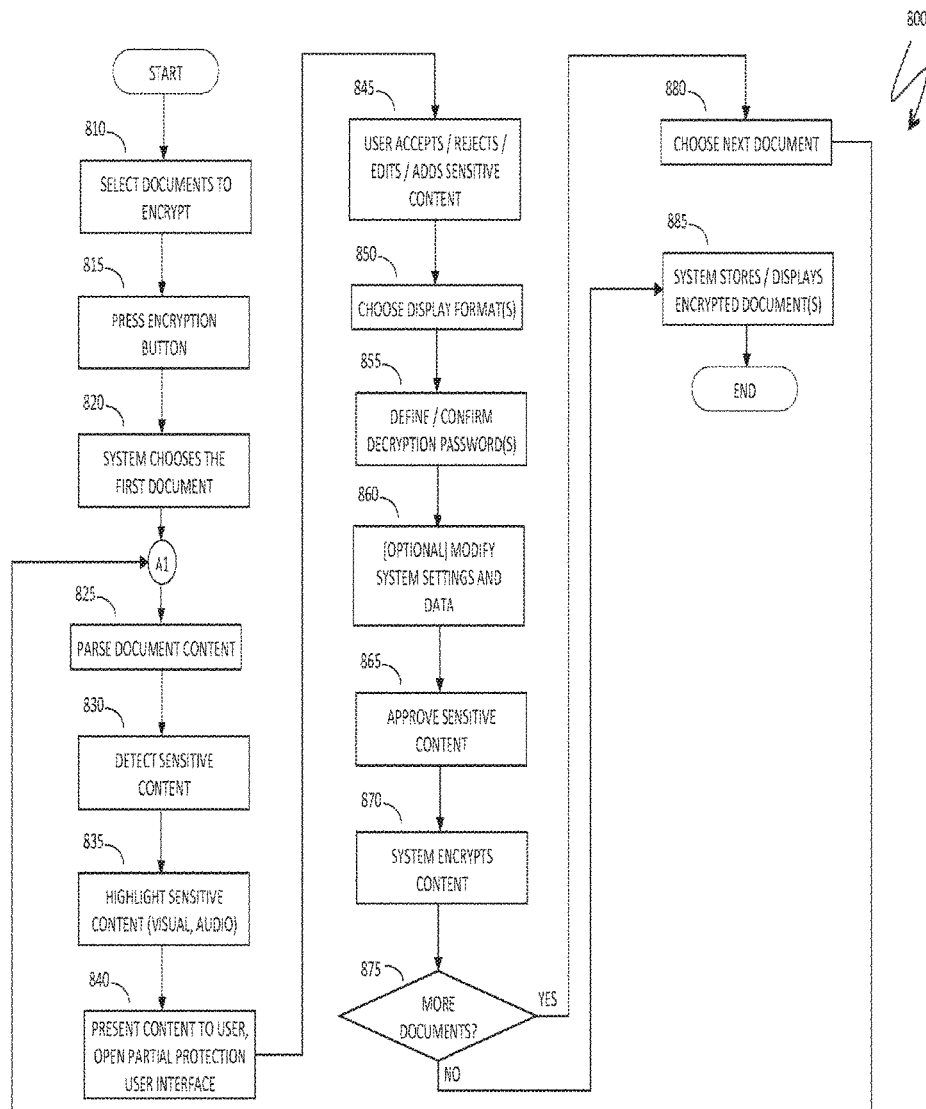 800
START
810
SELECT DOCUMENTS TO
ENCRYPT
815
PRESS ENCRYPTION
BUTTON
820
SYSTEM CHOOSES THE
FIRST DOCUMENT
A1
825
PARSE DOCUMENT CONTENT
830
DETECT SENSITIVE
CONTENT
835
HIGHLIGHT SENSITIVE
CONTENT (VISUAL, AUDIO)
840
PRESENT CONTENT TO USER,
OPEN PARTIAL PROTECTION
USER INTERFACE
845
USER ACCEPTS / REJECTS /
EDITS / ADDS SENSITIVE
CONTENT
850
CHOOSE DISPLAY FORMAT(S)
855
DEFINE / CONFIRM
DECRYPTION PASSWORD(S)
860
[OPTIONAL] MODIFY
SYSTEM SETTINGS AND
DATA
865
APPROVE SENSITIVE
CONTENT
870
SYSTEM ENCRYPTS
CONTENT
875
MORE
DOCUMENTS?
YES
NO
880
CHOOSE NEXT DOCUMENT
885
SYSTEM STORES / DISPLAYS
ENCRYPTED DOCUMENT(S)
END